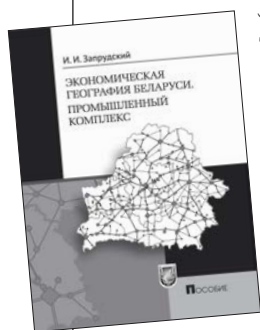 И. И. Запрудский
ЭКОНОМИЧЕСКАЯ
ГЕОГРАФИЯ БЕЛАРУСИ.
ПРОМЫШЛЕННЫЙ
КОМПЛЕКС
ПОСОБИЕ